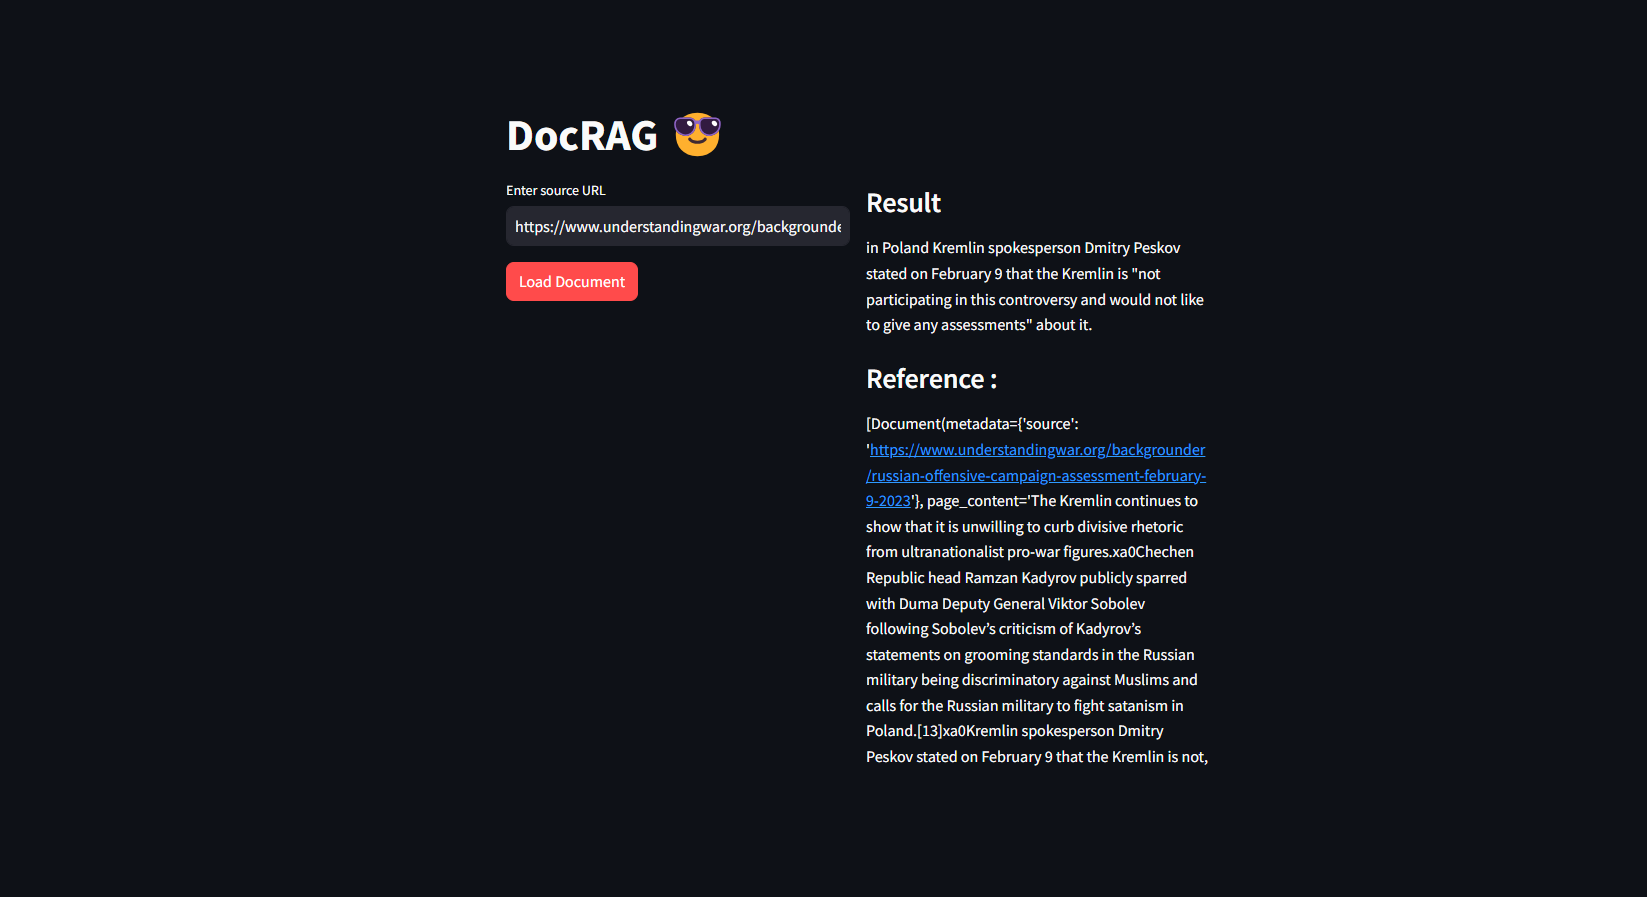 DocRAG
Enter source URL
https://www.understandingwar.org/backgrounde
Load Document
Result
in Poland Kremlin spokesperson Dmitry Peskov
stated on February 9 that the Kremlin is "not
participating in this controversy and would not like
to give any assessments" about it.
Reference :
[Document(metadata={'source':
'https://www.understandingwar.org/backgrounder
/russian-offensive-campaign-assessment-february-
9-2023'}, page_content='The Kremlin continues to
show that it is unwilling to curb divisive rhetoric
from ultranationalist pro-war figures.xa0Chechen
Republic head Ramzan Kadyrov publicly sparred
with Duma Deputy General Viktor Sobolev
following Sobolev’s criticism of Kadyrov’s
statements on grooming standards in the Russian
military being discriminatory against Muslims and
calls for the Russian military to fight satanism in
Poland.[13]xa0Kremlin spokesperson Dmitry
Peskov stated on February 9 that the Kremlin is not,